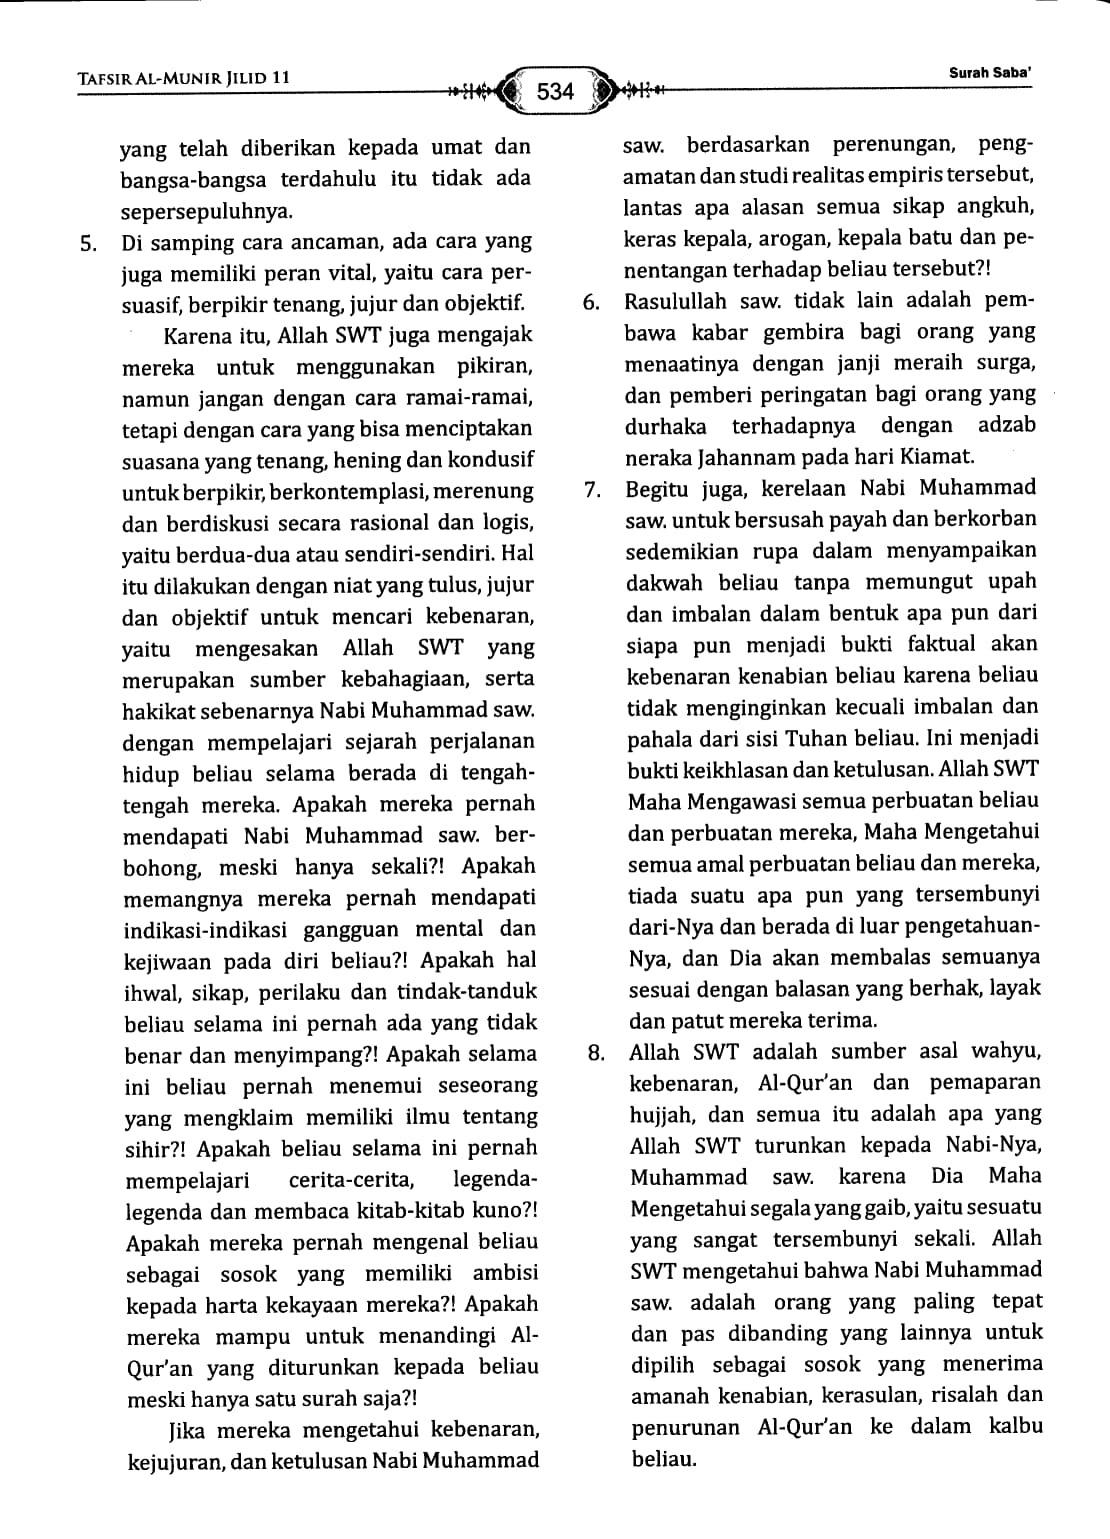 TAFSIR AL-MUNIR JILID 11
534
Surah Saba'
yang telah diberikan kepada umat dan
bangsa-bangsa terdahulu itu tidak ada
sepersepuluhnya.
5. Di samping cara ancaman, ada cara yang
juga memiliki peran vital, yaitu cara per-
suasif, berpikir tenang, jujur dan objektif.
Karena itu, Allah SWT juga mengajak
mereka untuk menggunakan pikiran,
namun jangan dengan cara ramai-ramai,
tetapi dengan cara yang bisa menciptakan
suasana yang tenang, hening dan kondusif
untuk berpikir, berkontemplasi, merenung
dan berdiskusi secara rasional dan logis,
yaitu berdua-dua atau sendiri-sendiri. Hal
itu dilakukan dengan niat yang tulus, jujur
dan objektif untuk mencari kebenaran,
yaitu mengesakan Allah SWT yang
merupakan sumber kebahagiaan, serta
hakikat sebenarnya Nabi Muhammad saw.
dengan mempelajari sejarah perjalanan
hidup beliau selama berada di tengah-
tengah mereka. Apakah mereka pernah
mendapati Nabi Muhammad saw. ber-
bohong, meski hanya sekali?! Apakah
memangnya mereka pernah mendapati
indikasi-indikasi gangguan mental dan
kejiwaan pada diri beliau?! Apakah hal
ihwal, sikap, perilaku dan tindak-tanduk
beliau selama ini pernah ada yang tidak
benar dan menyimpang?! Apakah selama
ini beliau pernah menemui seseorang
yang mengklaim memiliki ilmu tentang
sihir?! Apakah beliau selama ini pernah
mempelajari cerita-cerita, legenda-
legenda dan membaca kitab-kitab kuno?!
Apakah mereka pernah mengenal beliau
sebagai sosok yang memiliki ambisi
kepada harta kekayaan mereka?! Apakah
mereka mampu untuk menandingi Al-
Qur'an yang diturunkan kepada beliau
meski hanya satu surah saja?!
Jika mereka mengetahui kebenaran,
kejujuran, dan ketulusan Nabi Muhammad
saw. berdasarkan perenungan, peng-
amatan dan studi realitas empiris tersebut,
lantas apa alasan semua sikap angkuh,
keras kepala, arogan, kepala batu dan pe-
nentangan terhadap beliau tersebut?!
6. Rasulullah saw. tidak lain adalah pem-
bawa kabar gembira bagi orang yang
menaatinya dengan janji meraih surga,
dan pemberi peringatan bagi orang yang
durhaka terhadapnya dengan adzab
neraka Jahannam pada hari Kiamat.
7. Begitu juga, kerelaan Nabi Muhammad
saw. untuk bersusah payah dan berkorban
sedemikian rupa dalam menyampaikan
dakwah beliau tanpa memungut upah
dan imbalan dalam bentuk apa pun dari
siapa pun menjadi bukti faktual akan
kebenaran kenabian beliau karena beliau
tidak menginginkan kecuali imbalan dan
pahala dari sisi Tuhan beliau. Ini menjadi
bukti keikhlasan dan ketulusan. Allah SWT
Maha Mengawasi semua perbuatan beliau
dan perbuatan mereka, Maha Mengetahui
semua amal perbuatan beliau dan mereka,
tiada suatu apa pun yang tersembunyi
dari-Nya dan berada di luar pengetahuan-
Nya, dan Dia akan membalas semuanya
sesuai dengan balasan yang berhak, layak
dan patut mereka terima.
8. Allah SWT adalah sumber asal wahyu,
kebenaran, Al-Qur'an dan pemaparan
hujjah, dan semua itu adalah apa yang
Allah SWT turunkan kepada Nabi-Nya,
Muhammad saw. karena Dia Maha
Mengetahui segala yang gaib, yaitu sesuatu
yang sangat tersembunyi sekali. Allah
SWT mengetahui bahwa Nabi Muhammad
saw. adalah orang yang paling tepat
dan pas dibanding yang lainnya untuk
dipilih sebagai sosok yang menerima
amanah kenabian, kerasulan, risalah dan
penurunan Al-Qur'an ke dalam kalbu
beliau.